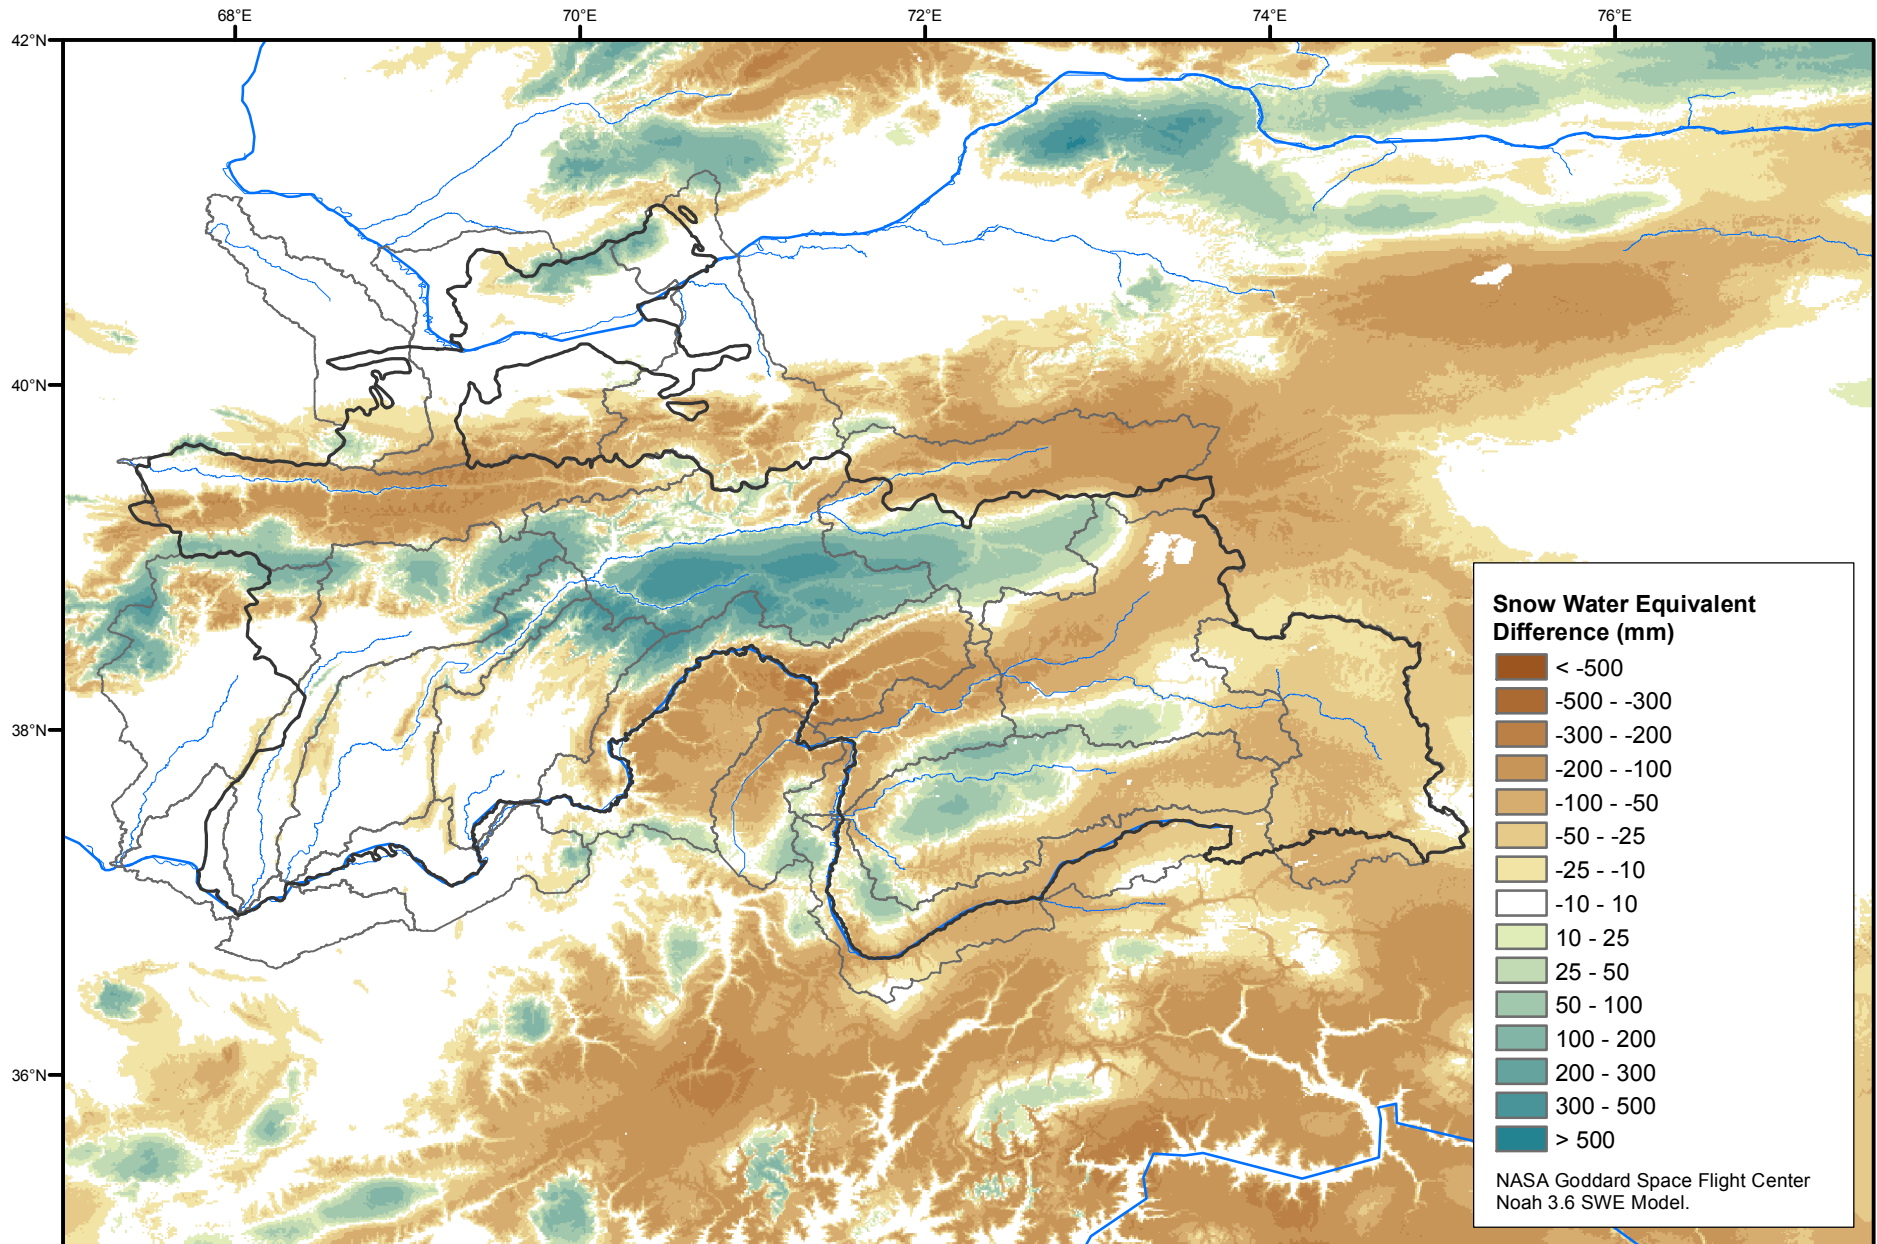 68°E 70°E 72°E 74°E 76°E
42°N
40°N
38°N
36°N
Snow Water Equivalent
Difference (mm)
< -500
-500 - -300
-300 - -200
-200 - -100
-100 - -50
-50 - -25
-25 - -10
-10 - 10
10 - 25
25 - 50
50 - 100
100 - 200
200 - 300
300 - 500
> 500
NASA Goddard Space Flight Center
Noah 3.6 SWE Model.